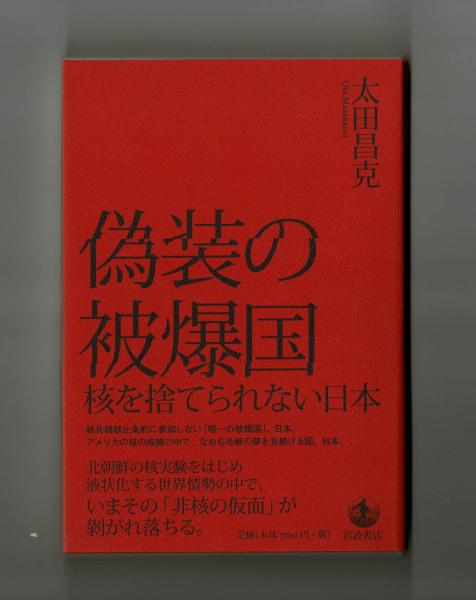 太田昌克
Ota Masakatsu
偽装の
被爆国
核を捨てられない日本
核兵器禁止条約に参加しない「唯一の被爆国」、日本。
アメリカの核の抱擁の中で、なおも冷戦の夢を見続ける国、日本。
北朝鮮の核実験をはじめ
液状化する世界情勢の中で、
いまその「非核の仮面」が
剝がれ落ちる。
定価(本体1700円+税)
岩波書店